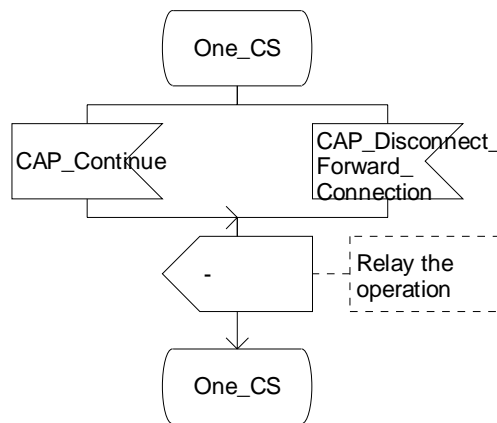 One_CS
CAP_Continue
CAP_Disconnect_
Forward_
Connection
-
Relay the
operation
One_CS